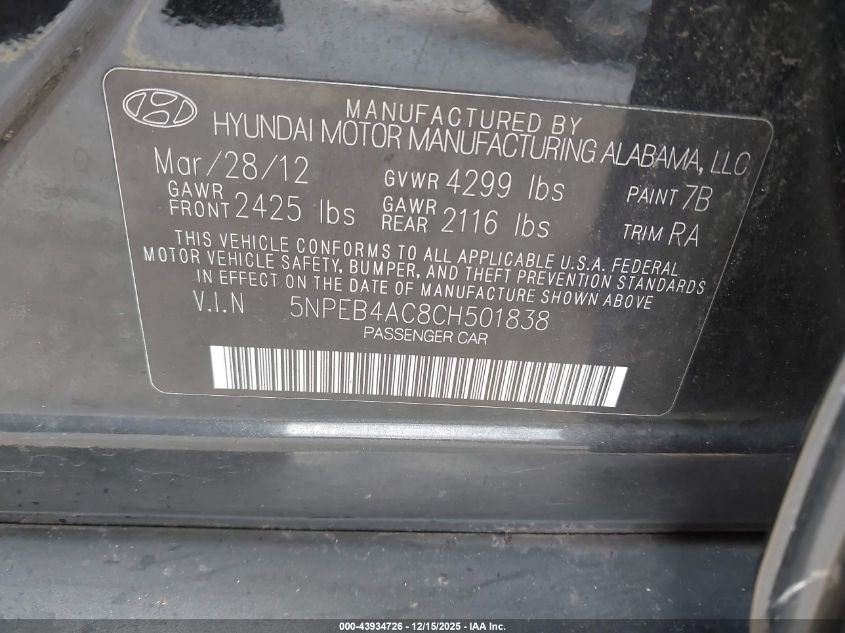 MANUFACTURED BY
HYUNDAI MOTOR MANUFACTURING ALABAMA, LLC
Mar/28/12 GVWR 4299 lbs PAINT 7B
GAWR FRONT 2425 lbs GAWR REAR 2116 lbs TRIM RA
THIS VEHICLE CONFORMS TO ALL APPLICABLE U.S.A. FEDERAL
MOTOR VEHICLE SAFETY, BUMPER, AND THEFT PREVENTION STANDARDS
IN EFFECT ON THE DATE OF MANUFACTURE SHOWN ABOVE
V.I.N 5NPEB4AC8CH501838
PASSENGER CAR
000-43934726 - 12/15/2025 - IAA Inc.